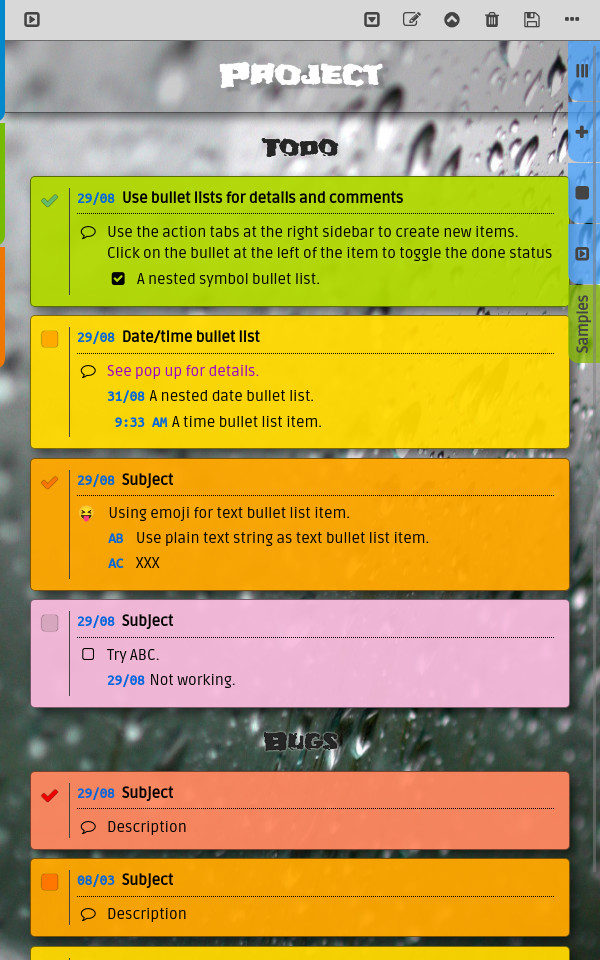 Project
Todo
29/08 Use bullet lists for details and comments
Use the action tabs at the right sidebar to create new items.
Click on the bullet at the left of the item to toggle the done status
A nested symbol bullet list.
29/08 Date/time bullet list
See pop up for details.
31/08 A nested date bullet list.
9:33 AM A time bullet list item.
29/08 Subject
Using emoji for text bullet list item.
AB Use plain text string as text bullet list item.
AC XXX
29/08 Subject
Try ABC.
29/08 Not working.
Bugs
29/08 Subject
Description
08/03 Subject
Description
Samples